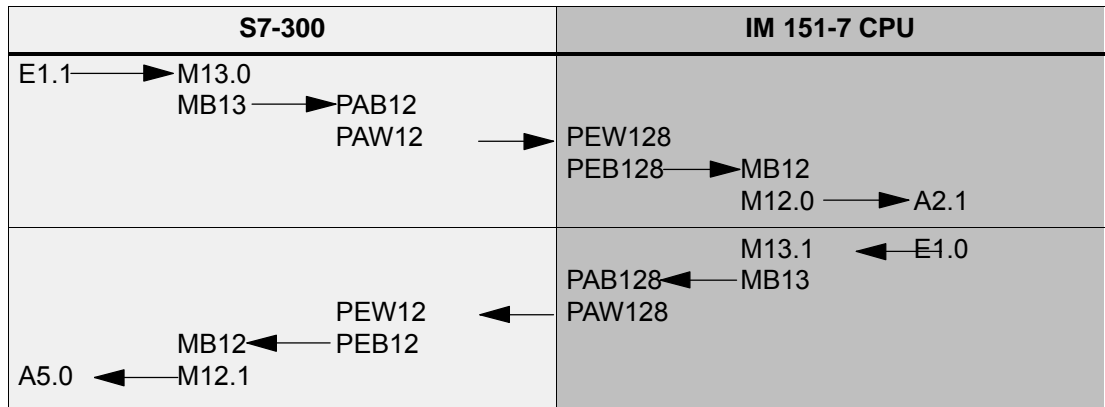 S7-300 IM 151-7 CPU
E1.1 M13.0
MB13 PAB12
PAW12 PEW128
PEB128 MB12
M12.0 A2.1
M13.1 E1.0
PAB128 MB13
PEW12 PAW128
MB12 PEB12
A5.0 M12.1